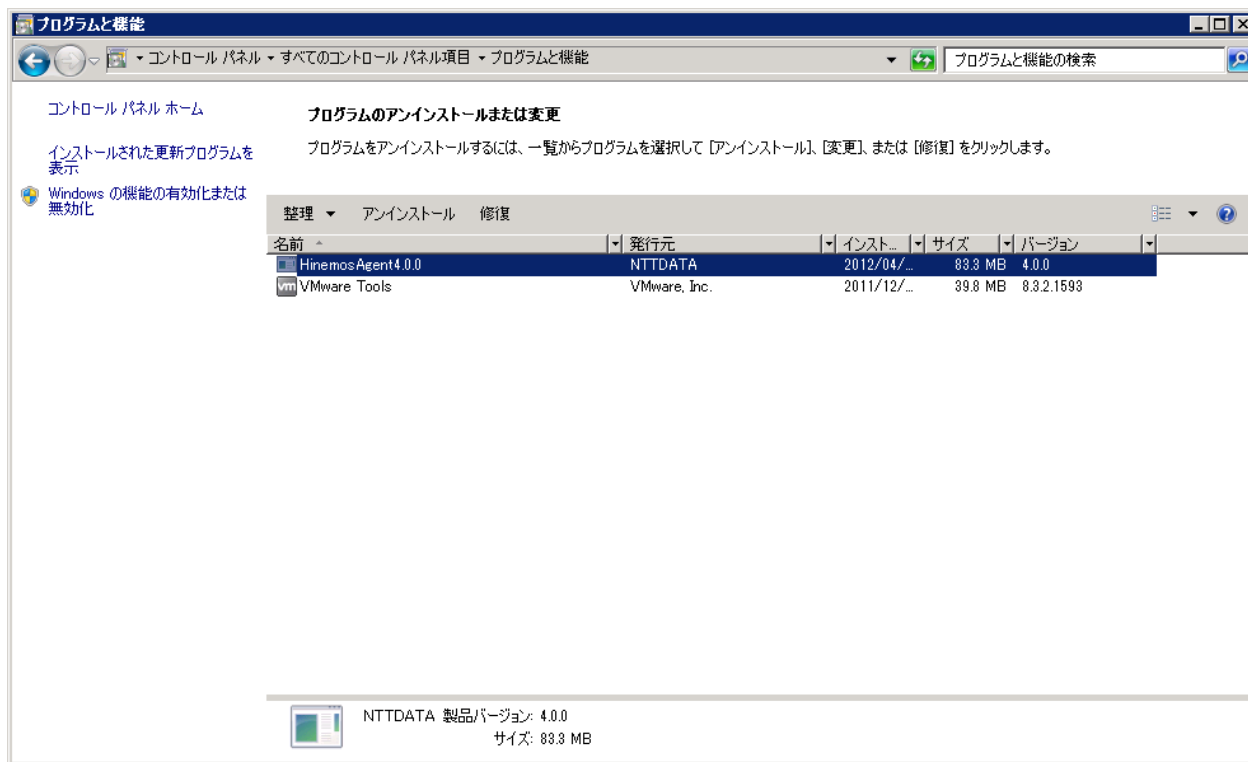 プログラムと機能
コントロール パネル すべてのコントロール パネル項目 プログラムと機能 プログラムと機能の検索
コントロール パネル ホーム
インストールされた更新プログラムを
表示
Windows の機能の有効化または
無効化
プログラムのアンインストールまたは変更
プログラムをアンインストールするには、一覧からプログラムを選択して [アンインストール]、[変更]、または [修復] をクリックします。
整理 アンインストール 修復
名前 発行元 インスト... サイズ バージョン
HinemosAgent4.0.0 NTTDATA 2012/04/... 83.3 MB 4.0.0
vm VMware Tools VMware, Inc. 2011/12/... 39.8 MB 8.3.2.1593
NTTDATA 製品バージョン: 4.0.0
サイズ: 83.3 MB